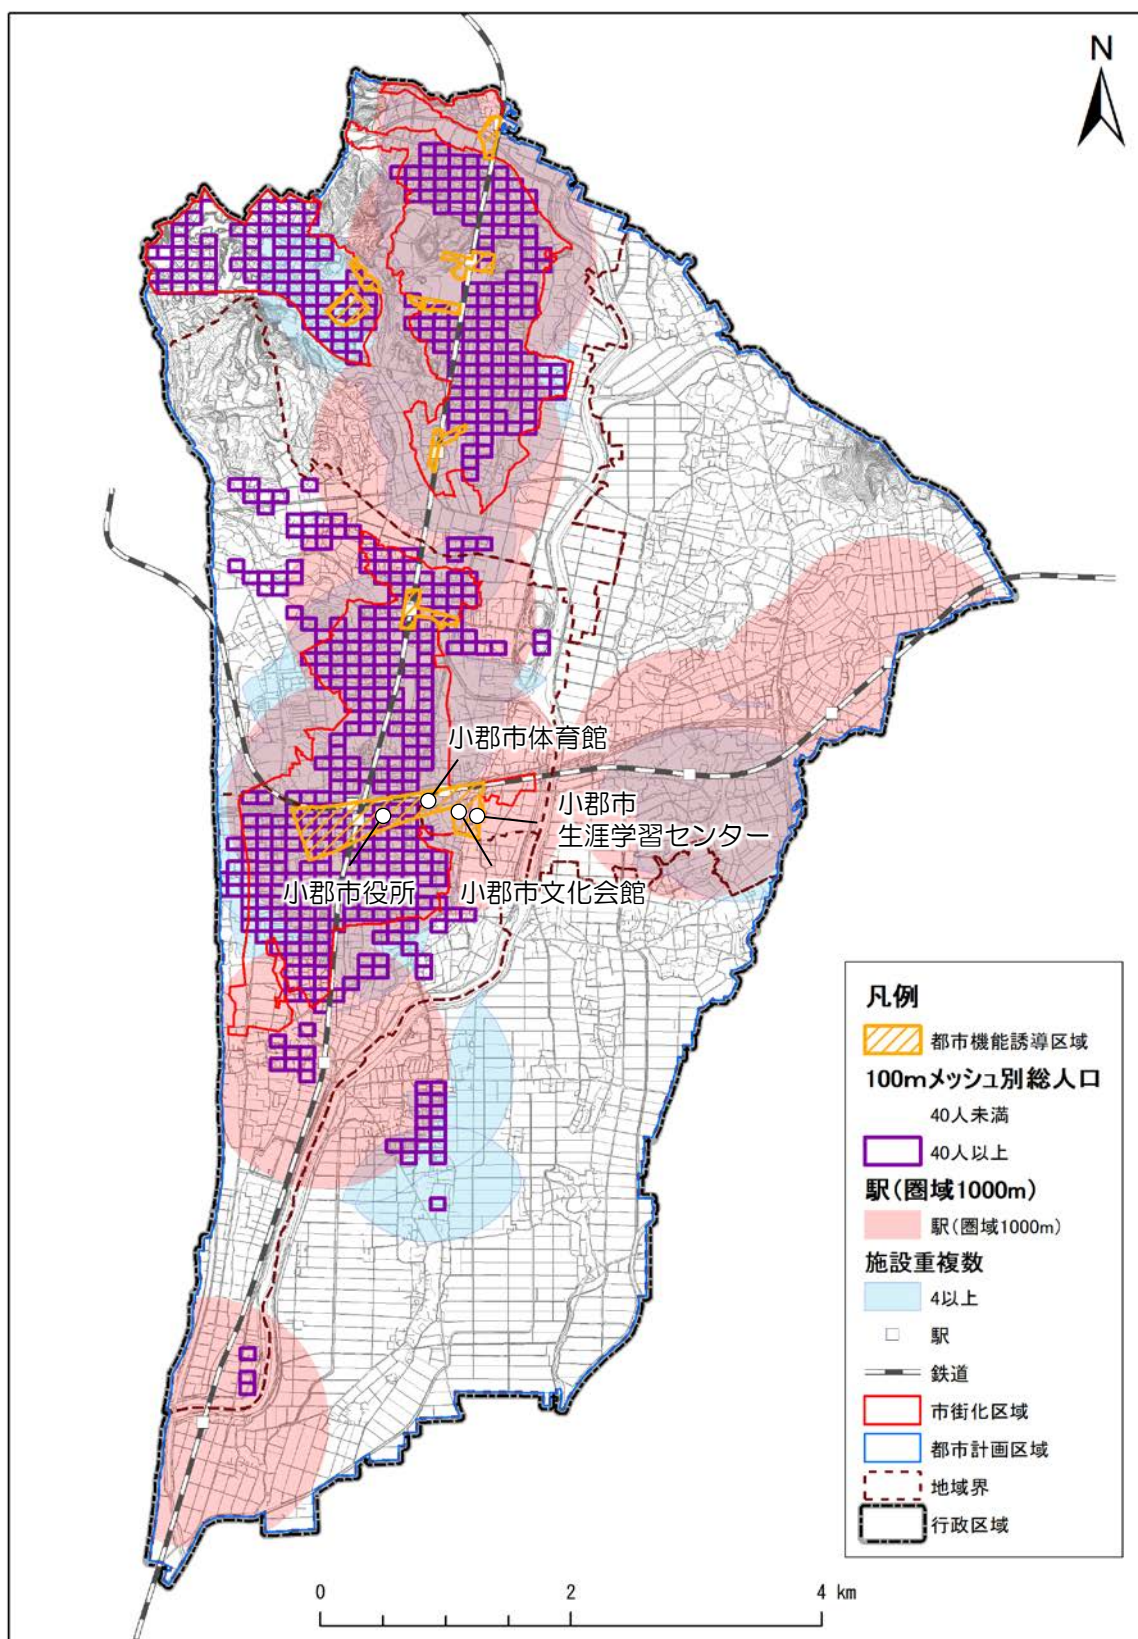 N
小郡市体育館
小郡市
生涯学習センター
小郡市役所
小郡市文化会館
凡例
都市機能誘導区域
100mメッシュ別総人口
40人未満
40人以上
駅(圏域1000m)
駅(圏域1000m)
施設重複数
4以上
駅
鉄道
市街化区域
都市計画区域
地域界
行政区域
0 2 4 km